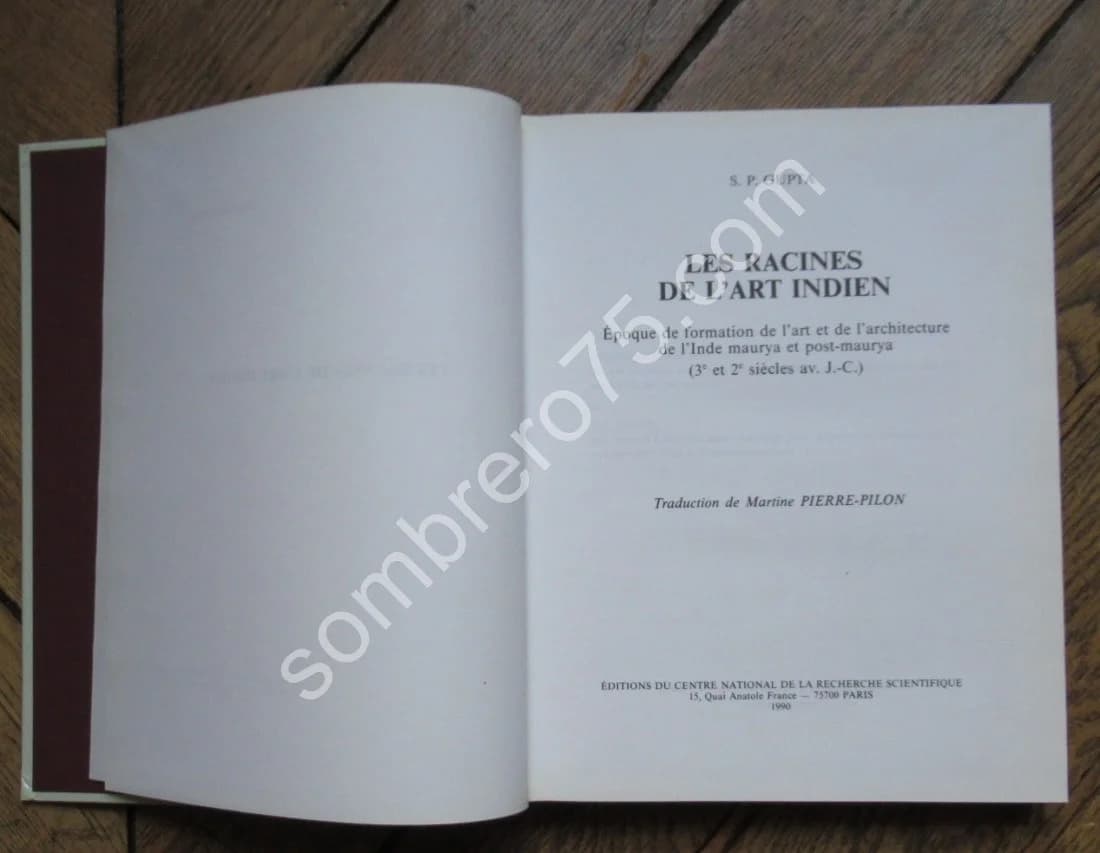 S. P. GUPTA
LES RACINES
DE L'ART INDIEN
Époque de formation de l'art et de l'architecture
de l'Inde maurya et post-maurya
(3e et 2e siècles av. J.-C.)
Traduction de Martine PIERRE-PILON
ÉDITIONS DU CENTRE NATIONAL DE LA RECHERCHE SCIENTIFIQUE
15, Quai Anatole France — 75700 PARIS
1990
sombrero75.com